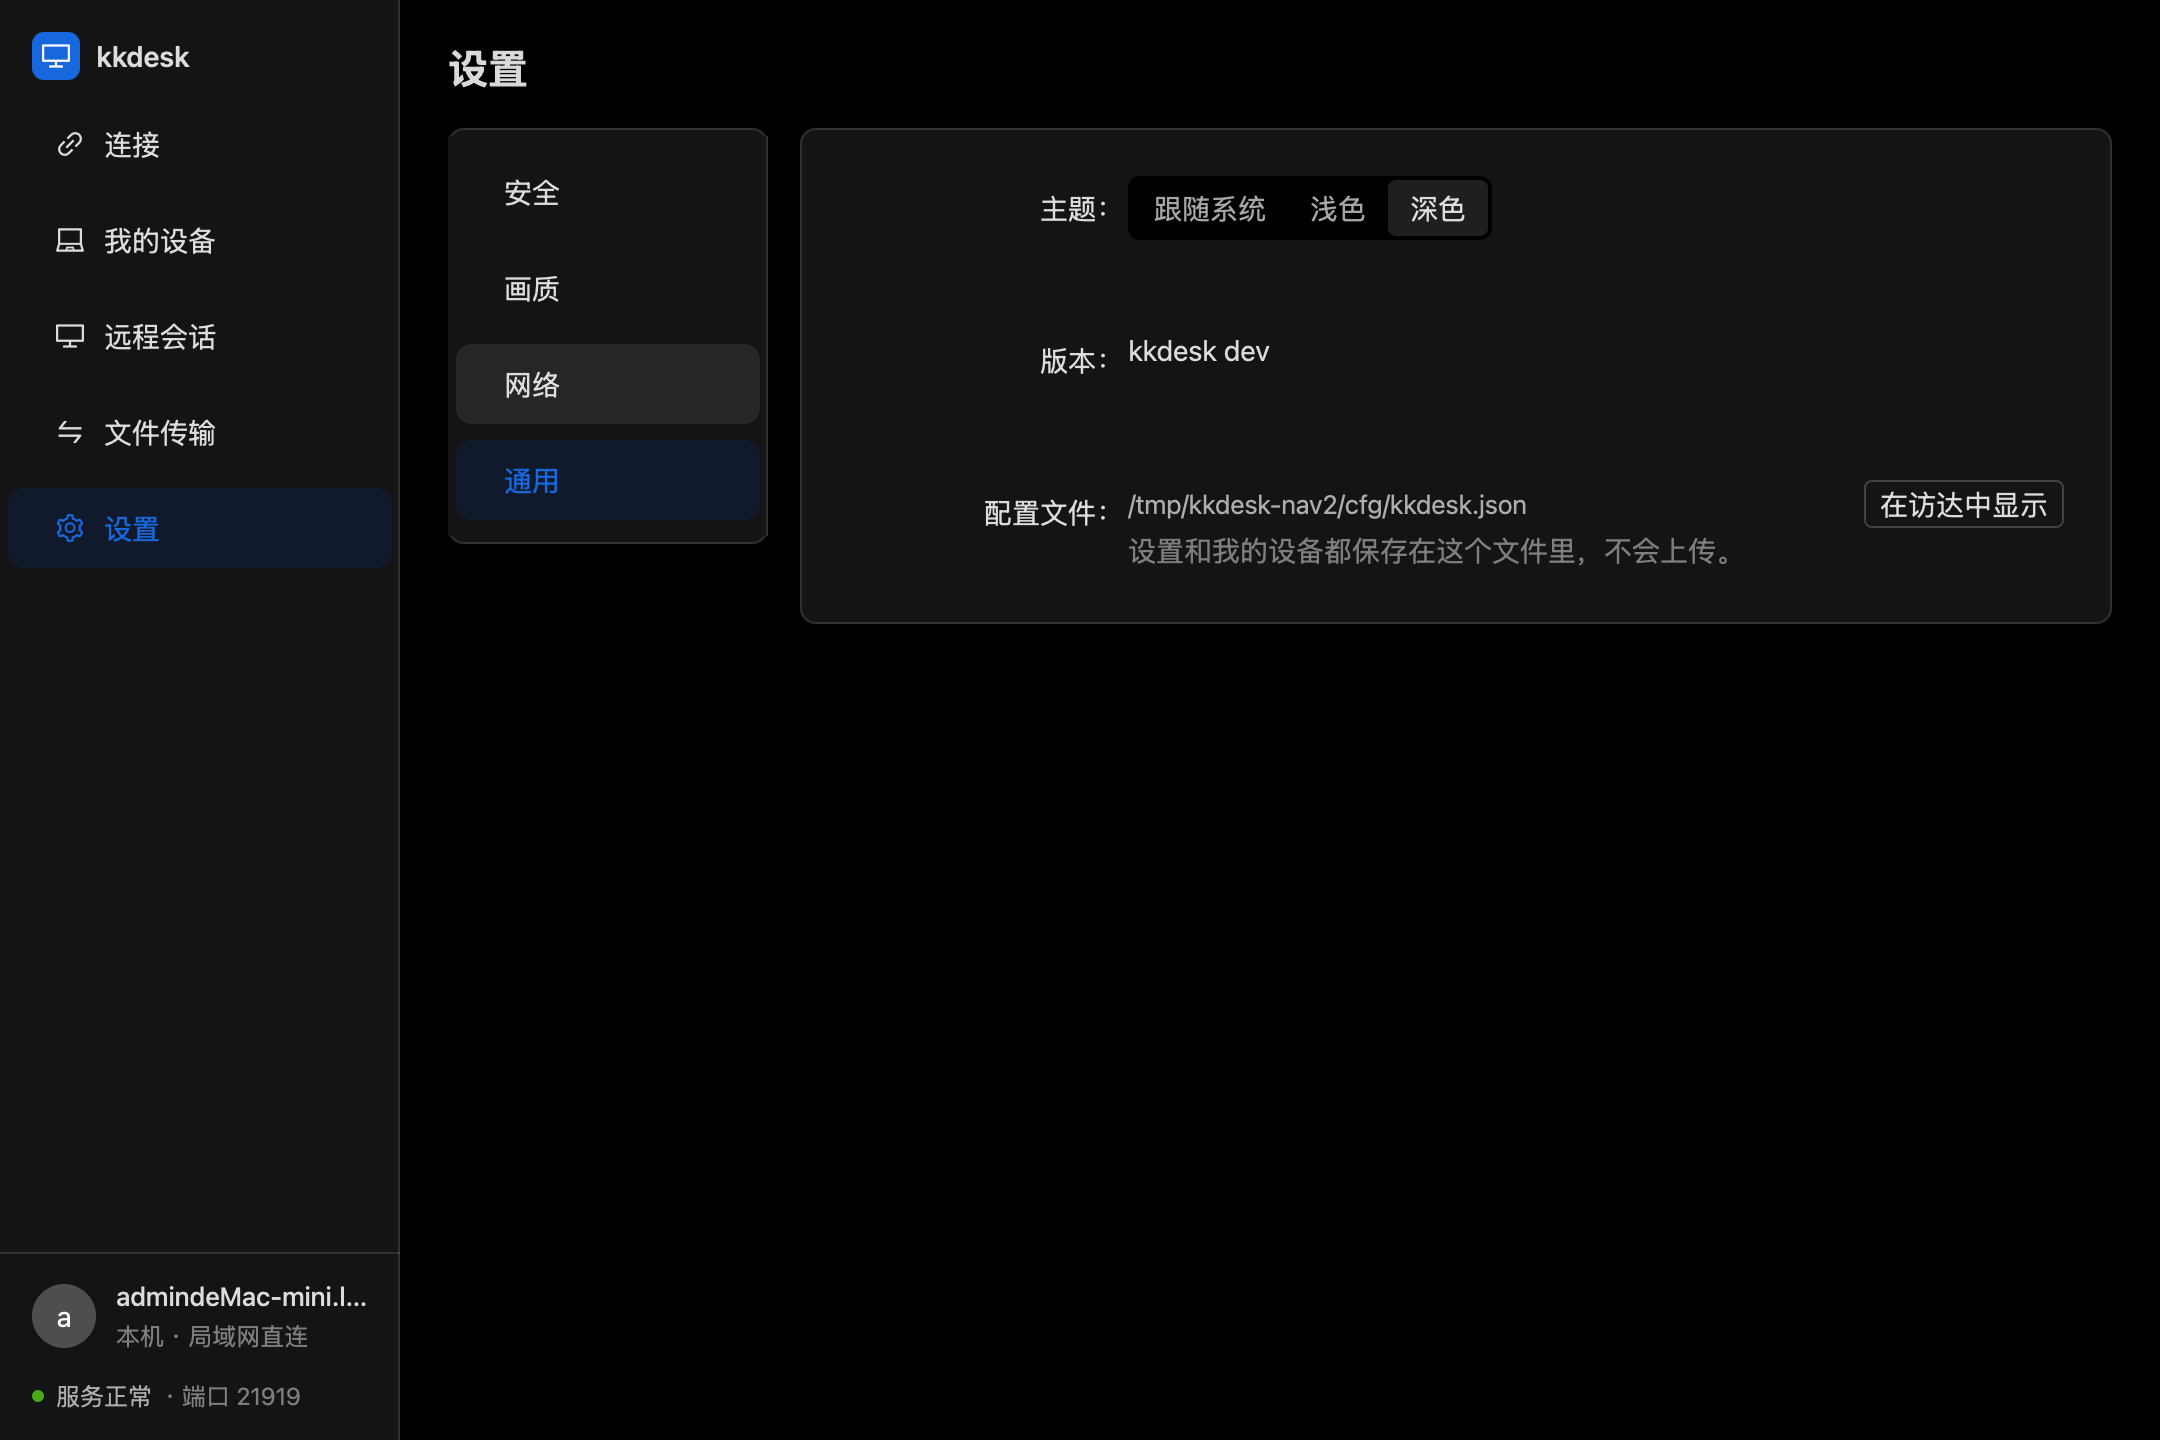 kkdesk
连接
我的设备
远程会话
文件传输
设置
admindeMac-mini.l...
a
本机 · 局域网直连
服务正常 · 端口 21919
设置
安全
画质
网络
通用
主题： 跟随系统 浅色 深色
版本： kkdesk dev
配置文件： /tmp/kkdesk-nav2/cfg/kkdesk.json 在访达中显示
设置和我的设备都保存在这个文件里，不会上传。